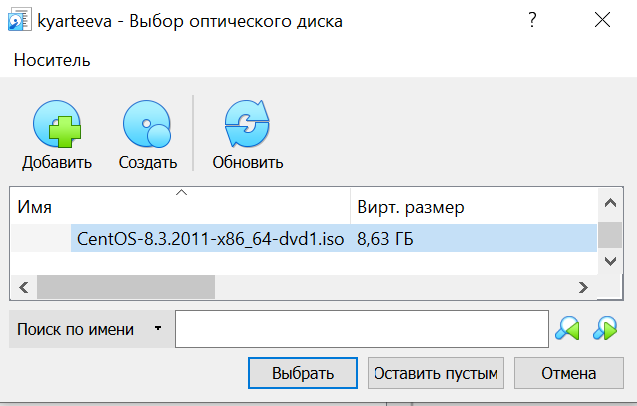 kyarteeva - Выбор оптического диска
Носитель
Добавить Создать Обновить
Имя Вирт. размер
CentOS-8.3.2011-x86_64-dvd1.iso 8,63 ГБ
Поиск по имени
Выбрать Оставить пустым Отмена